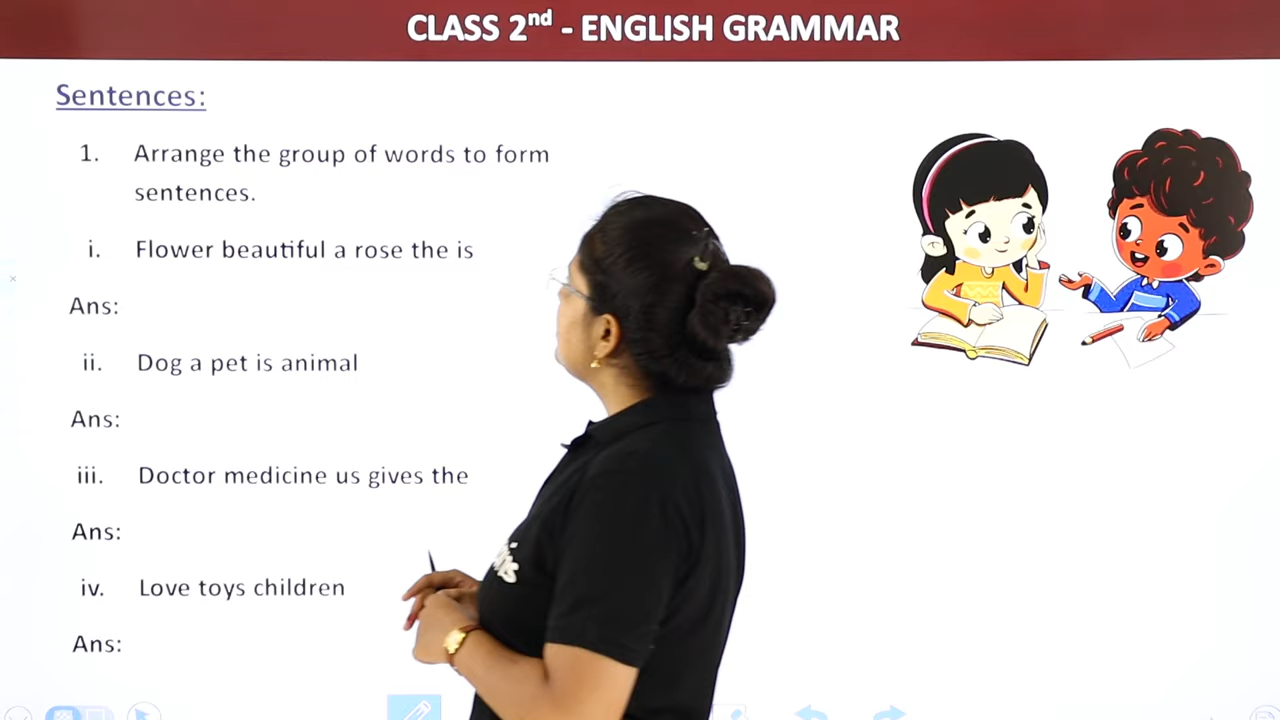 CLASS 2nd - ENGLISH GRAMMAR
Sentences:
1. Arrange the group of words to form
sentences.
i. Flower beautiful a rose the is
Ans:
ii. Dog a pet is animal
Ans:
iii. Doctor medicine us gives the
Ans:
iv. Love toys children
Ans: